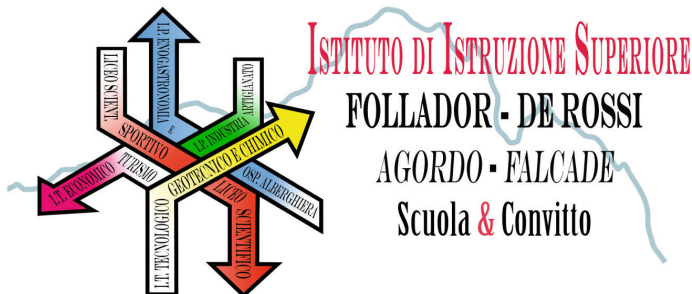 ISTITUTO DI ISTRUZIONE SUPERIORE
FOLLADOR - DE ROSSI
AGORDO - FALCADE
Scuola & Convitto
LICEO SCIENT. SPORTIVO
I.P. ENOGASTRONOMIA E OSP. ALBERGHIERA
I.P. INDUSTRIA ARTIGIANATO
I.T. ECONOMICO TURISMO
I.T. TECNOLOGICO GEOTECNICO E CHIMICO
LICEO SCIENTIFICO